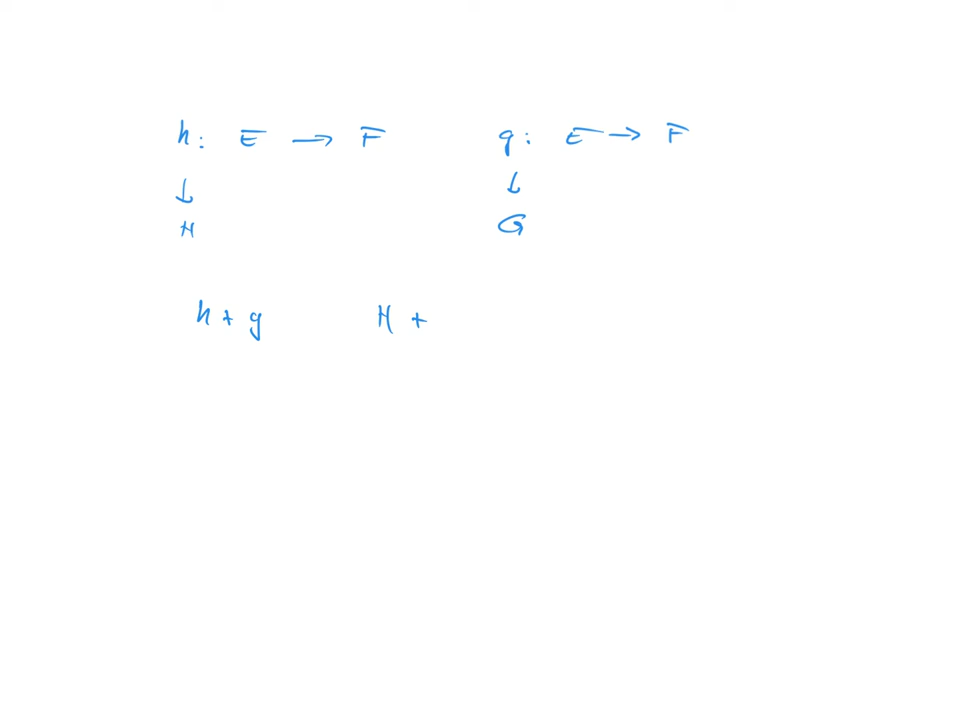 h: E → F g: E → F
↓ ↓
H G
h + g H +